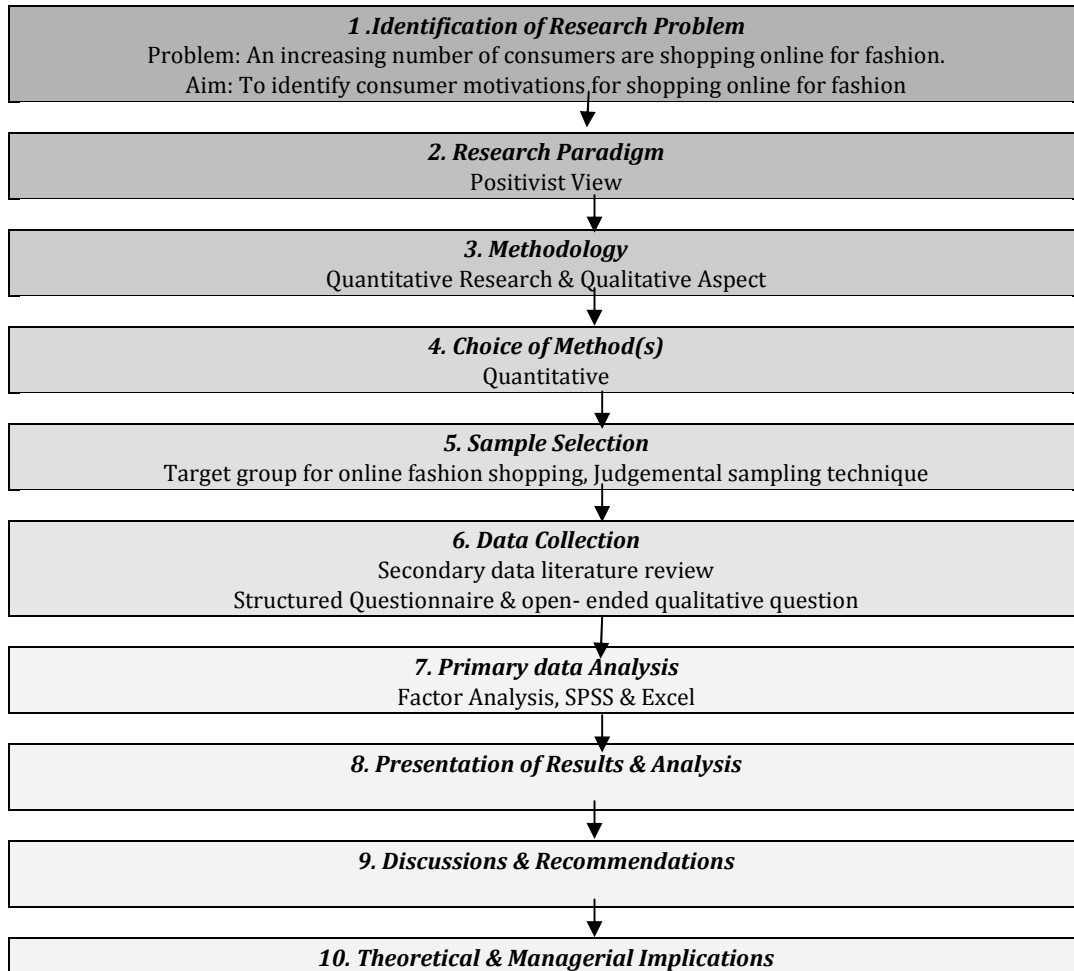 1 .Identification of Research Problem
Problem: An increasing number of consumers are shopping online for fashion.
Aim: To identify consumer motivations for shopping online for fashion
2. Research Paradigm
Positivist View
3. Methodology
Quantitative Research & Qualitative Aspect
4. Choice of Method(s)
Quantitative
5. Sample Selection
Target group for online fashion shopping, Judgemental sampling technique
6. Data Collection
Secondary data literature review
Structured Questionnaire & open- ended qualitative question
7. Primary data Analysis
Factor Analysis, SPSS & Excel
8. Presentation of Results & Analysis
9. Discussions & Recommendations
10. Theoretical & Managerial Implications